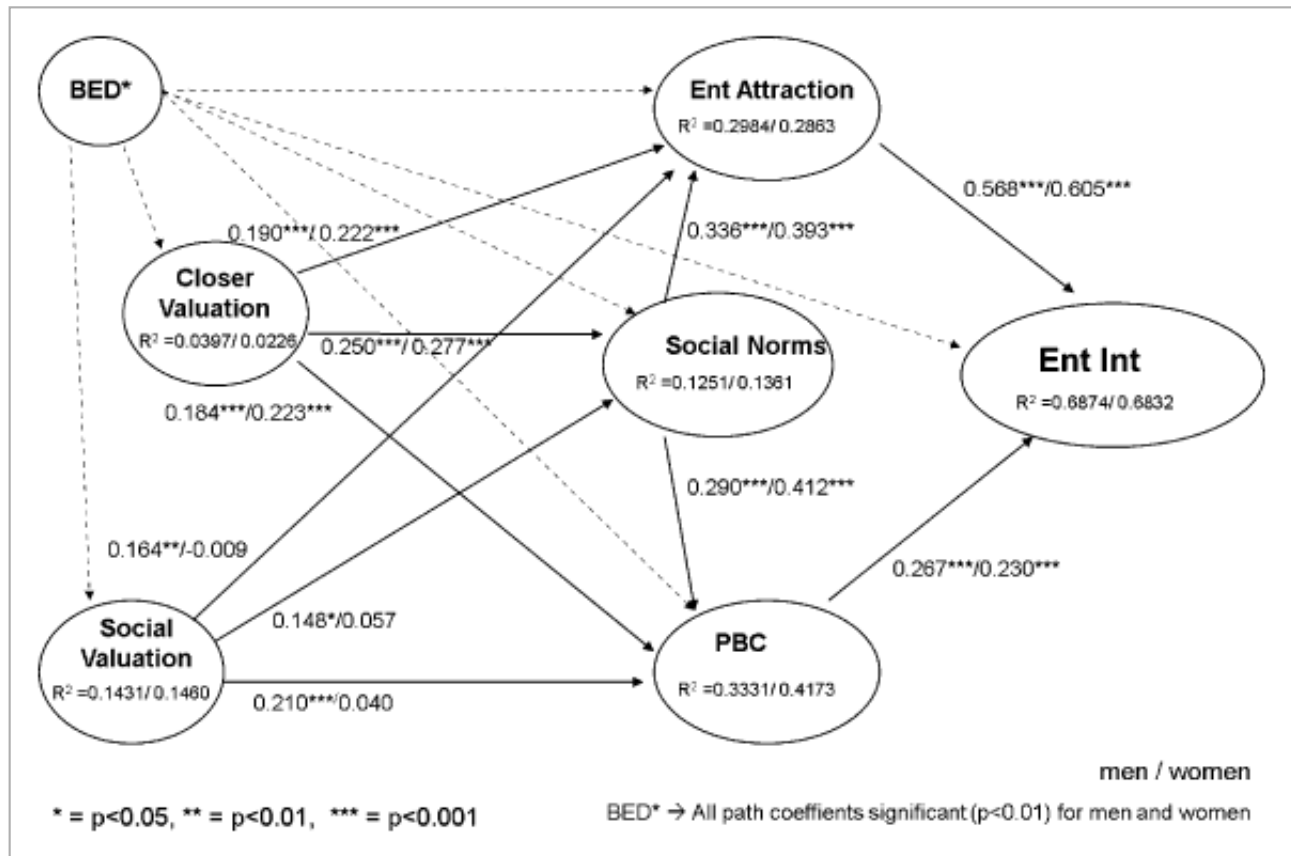 BED*
Ent Attraction
R² =0.2984/ 0.2863
0.568***/0.605***
0.190***/ 0.222***
0.336***/0.393***
Closer
Valuation
R² =0.0397/ 0.0226
0.250***/ 0.277***
Social Norms
R² =0.1251/ 0.1361
Ent Int
R² =0.6874/ 0.6832
0.184***/0.223***
0.290***/0.412***
0.164**/-0.009
0.267***/0.230***
0.148*/0.057
Social
Valuation
R² =0.1431/ 0.1460
PBC
R² =0.3331/ 0.4173
0.210***/0.040
men / women
* = p<0.05, ** = p<0.01, *** = p<0.001
BED* → All path coeffients significant (p<0.01) for men and women